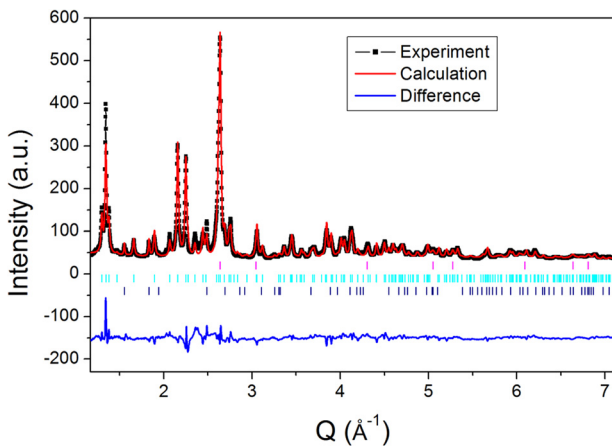 600
500
400
300
200
100
0
-100
-200
Intensity (a.u.)
Experiment
Calculation
Difference
2 3 4 5 6 7
Q (Å⁻¹)